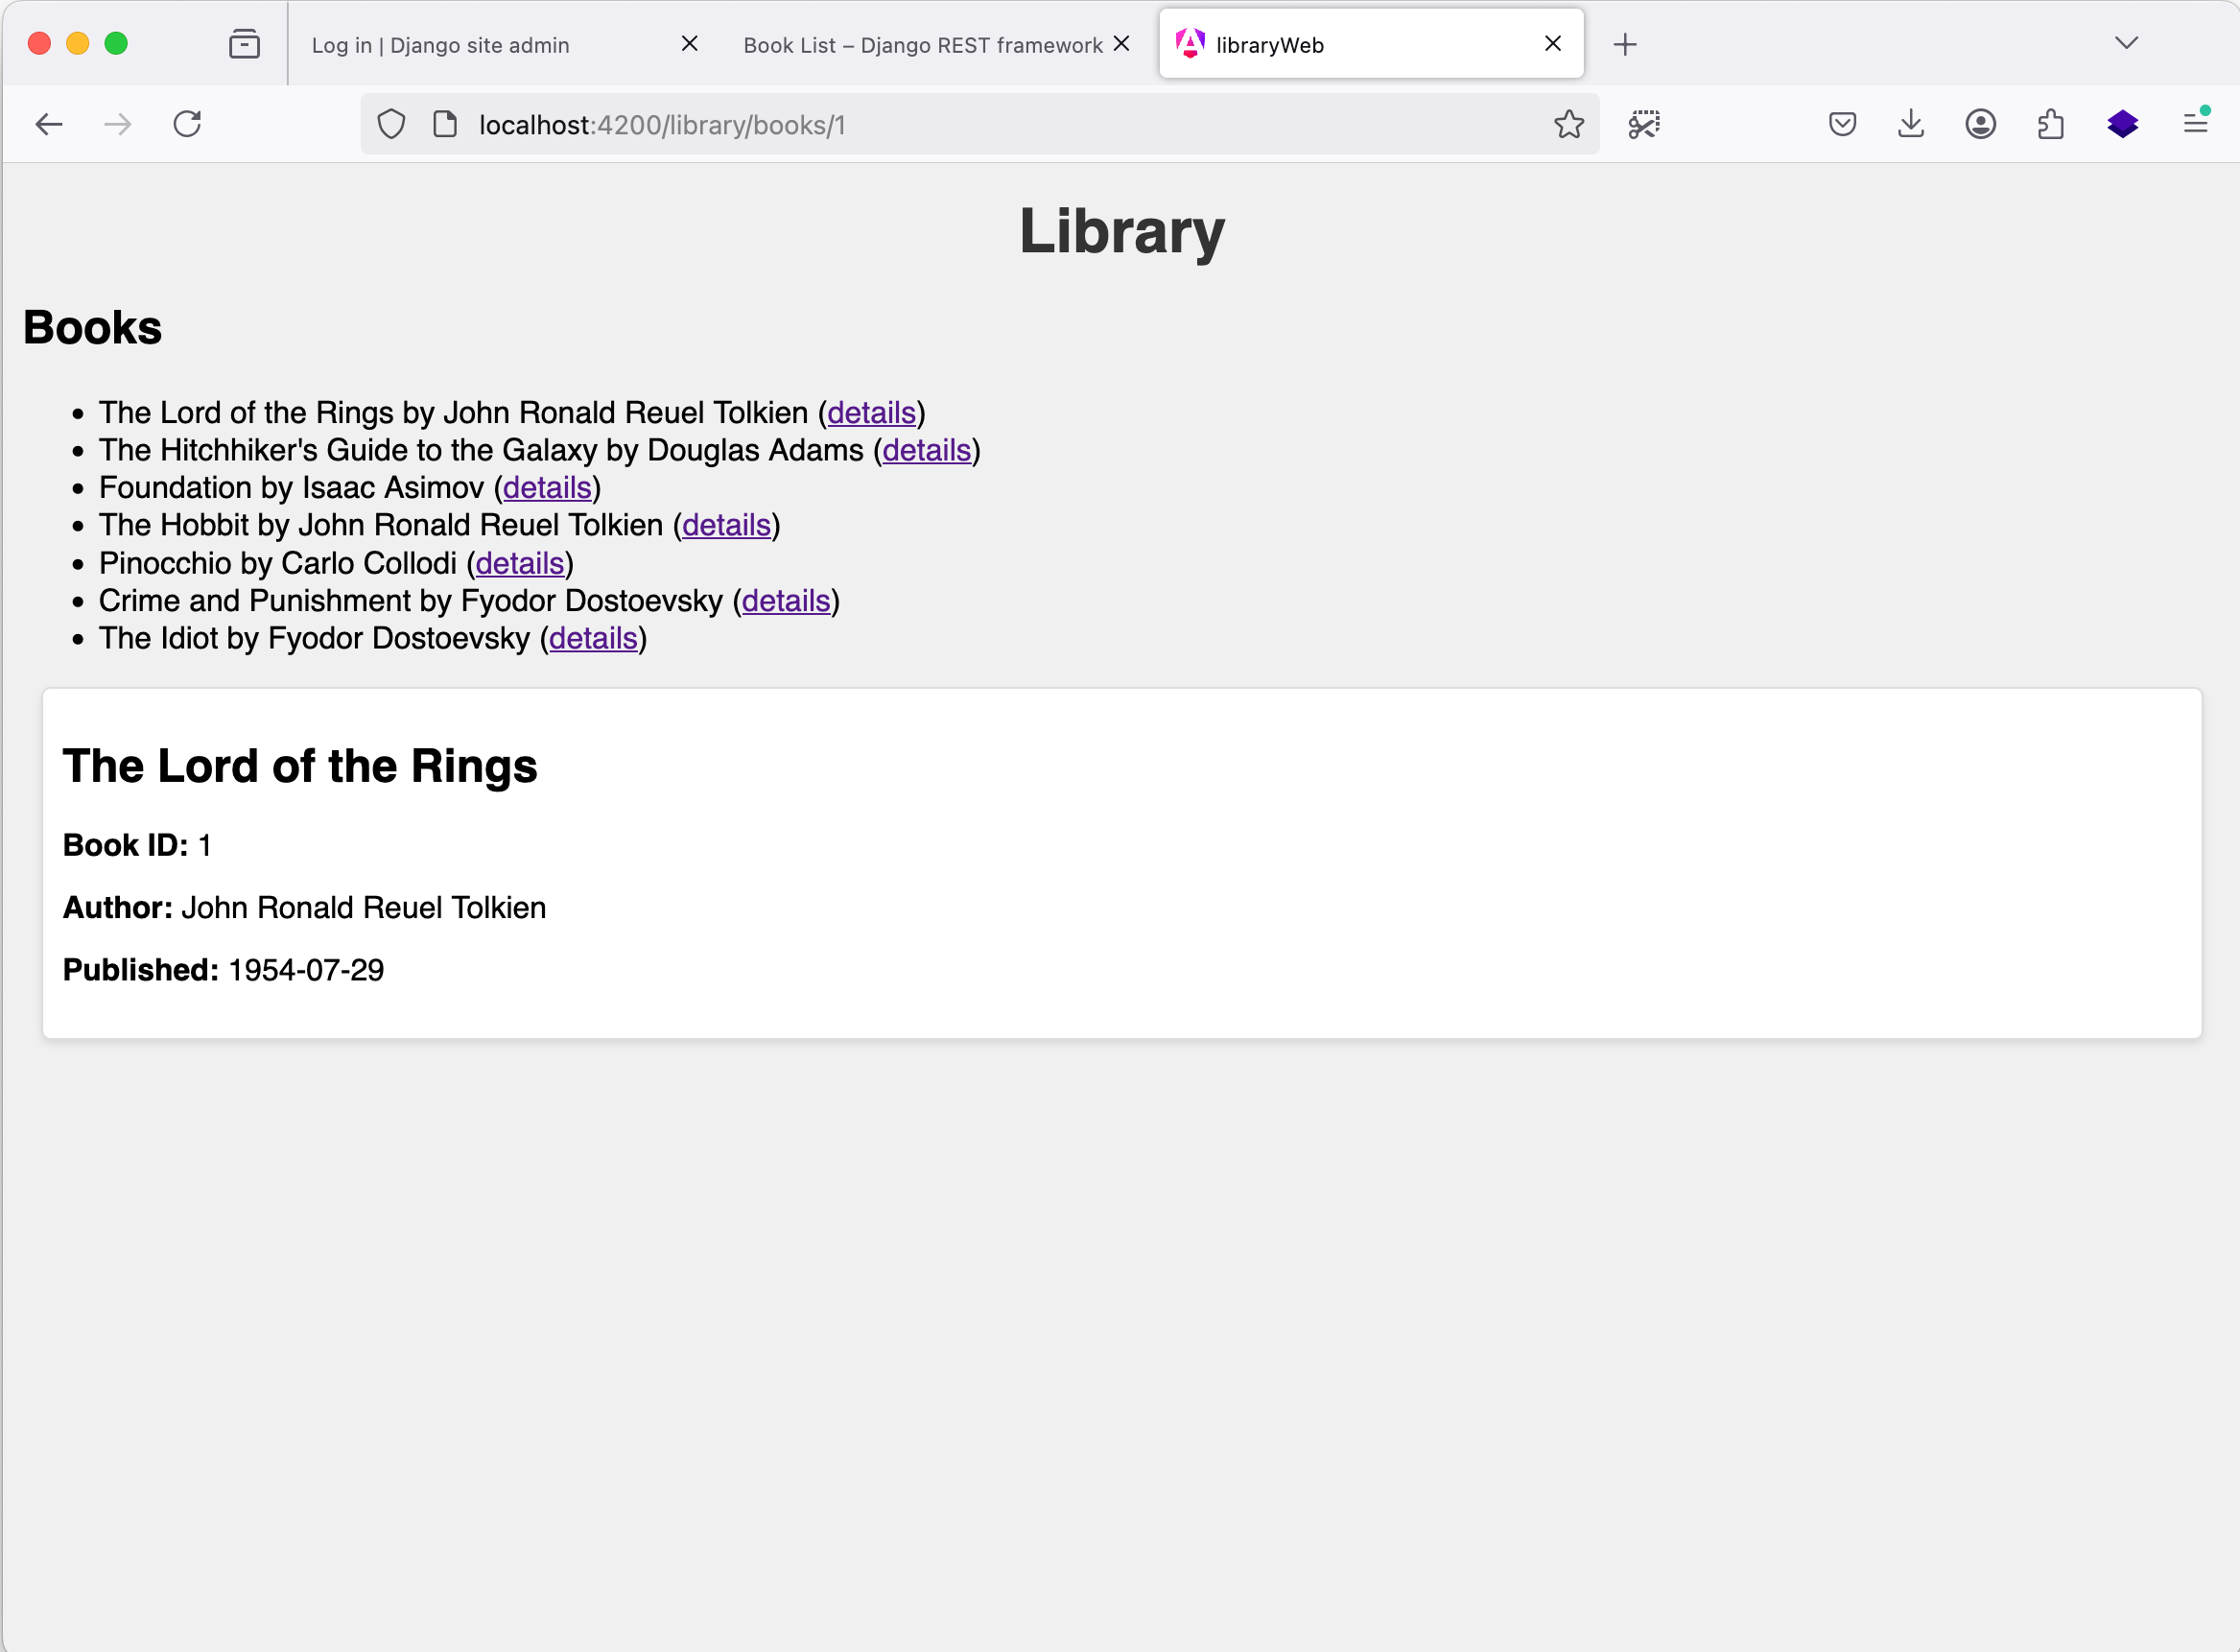 Log in | Django site admin
Book List – Django REST framework
libraryWeb
localhost:4200/library/books/1
Library
Books
The Lord of the Rings by John Ronald Reuel Tolkien (details)
The Hitchhiker's Guide to the Galaxy by Douglas Adams (details)
Foundation by Isaac Asimov (details)
The Hobbit by John Ronald Reuel Tolkien (details)
Pinocchio by Carlo Collodi (details)
Crime and Punishment by Fyodor Dostoevsky (details)
The Idiot by Fyodor Dostoevsky (details)
The Lord of the Rings
Book ID: 1
Author: John Ronald Reuel Tolkien
Published: 1954-07-29